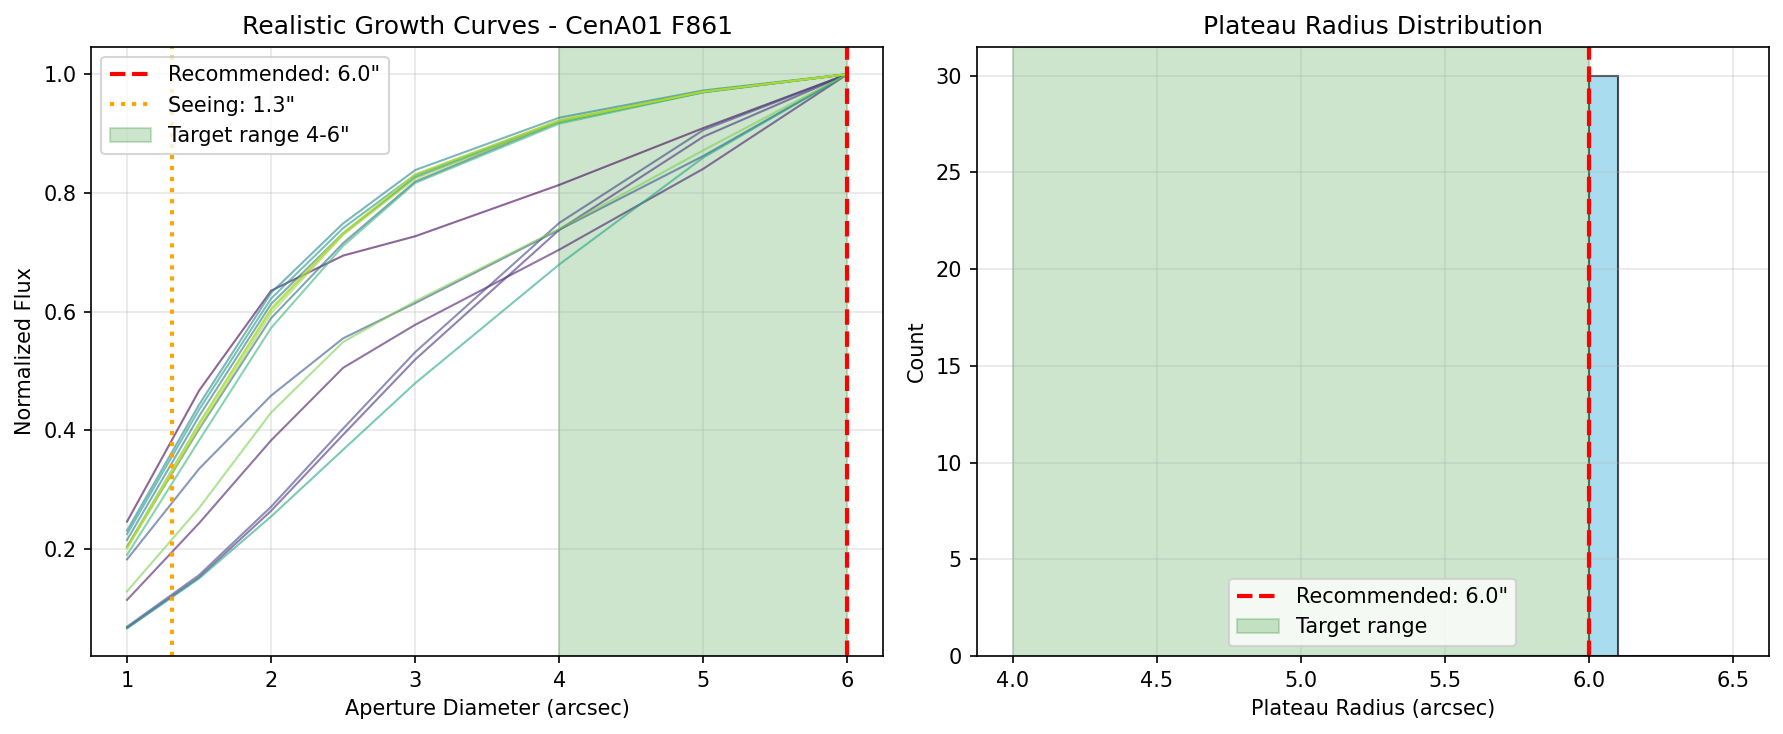 Realistic Growth Curves - CenA01 F861
Recommended: 6.0"
Seeing: 1.3"
Target range 4-6"
1.0
0.8
0.6
0.4
0.2
Normalized Flux
1 2 3 4 5 6
Aperture Diameter (arcsec)
Plateau Radius Distribution
30
25
20
15
10
5
0
Count
Recommended: 6.0"
Target range
4.0 4.5 5.0 5.5 6.0 6.5
Plateau Radius (arcsec)